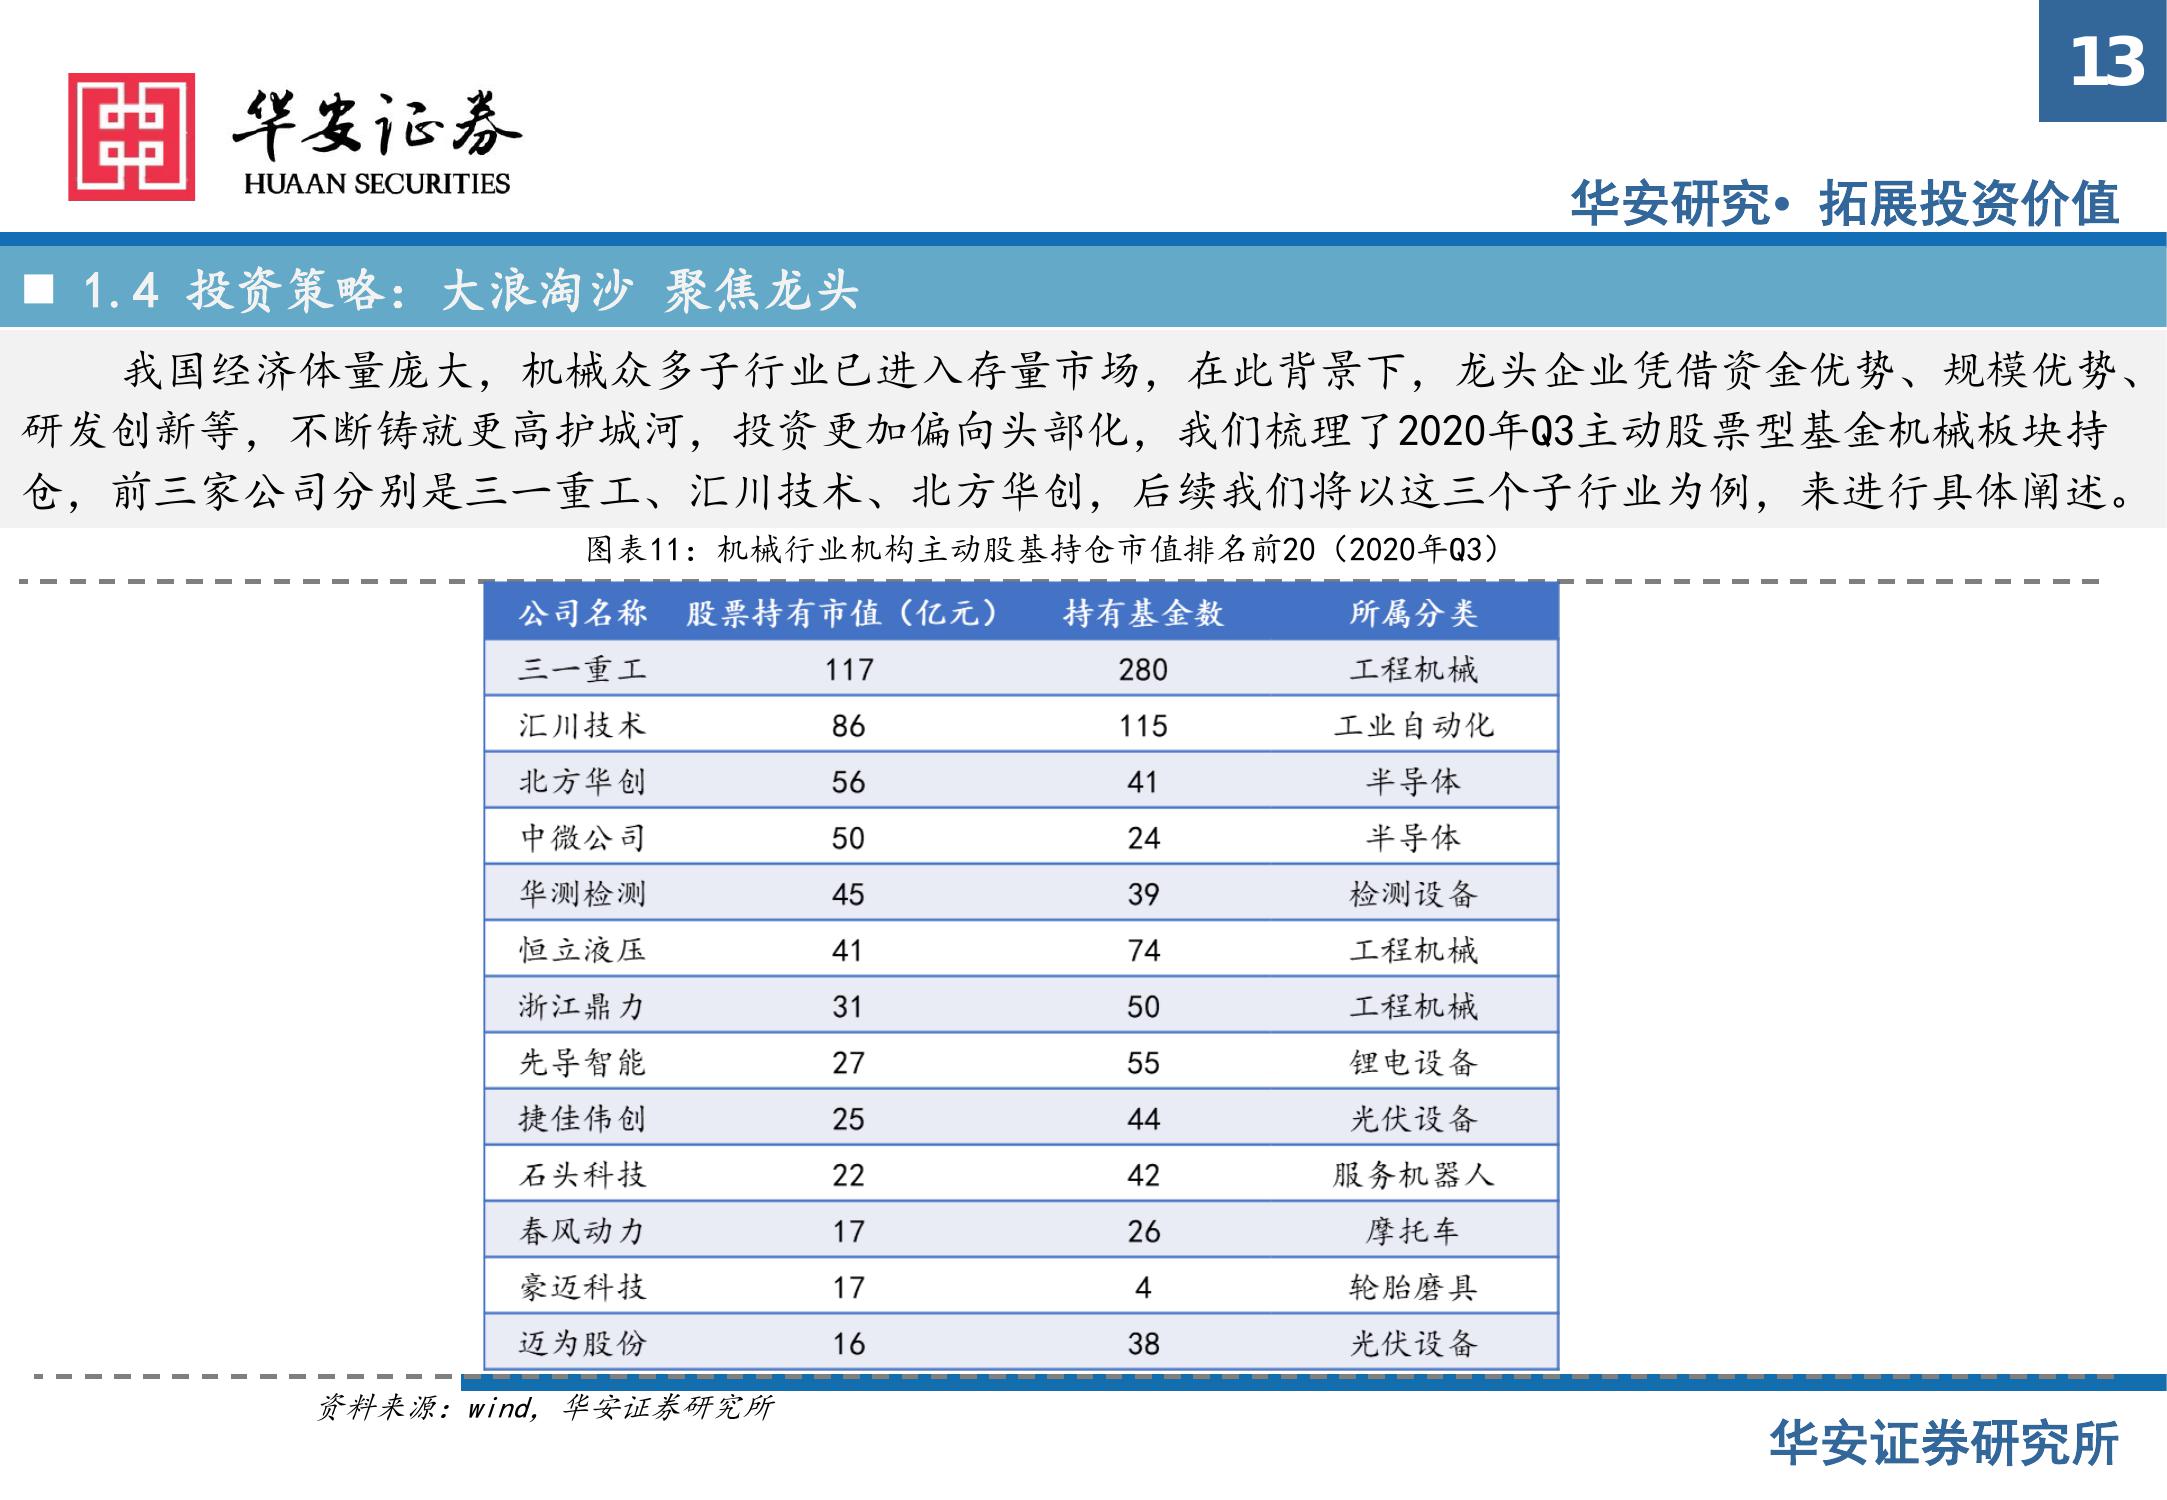 13
华安证券
HUAAN SECURITIES
华安研究• 拓展投资价值
■ 1.4 投资策略：大浪淘沙 聚焦龙头
我国经济体量庞大，机械众多子行业已进入存量市场，在此背景下，龙头企业凭借资金优势、规模优势、
研发创新等，不断铸就更高护城河，投资更加偏向头部化，我们梳理了2020年Q3主动股票型基金机械板块持
仓，前三家公司分别是三一重工、汇川技术、北方华创，后续我们将以这三个子行业为例，来进行具体阐述。
图表11：机械行业机构主动股基持仓市值排名前20（2020年Q3）
公司名称 股票持有市值（亿元） 持有基金数 所属分类
三一重工 117 280 工程机械
汇川技术 86 115 工业自动化
北方华创 56 41 半导体
中微公司 50 24 半导体
华测检测 45 39 检测设备
恒立液压 41 74 工程机械
浙江鼎力 31 50 工程机械
先导智能 27 55 锂电设备
捷佳伟创 25 44 光伏设备
石头科技 22 42 服务机器人
春风动力 17 26 摩托车
豪迈科技 17 4 轮胎磨具
迈为股份 16 38 光伏设备
资料来源：wind，华安证券研究所
华安证券研究所